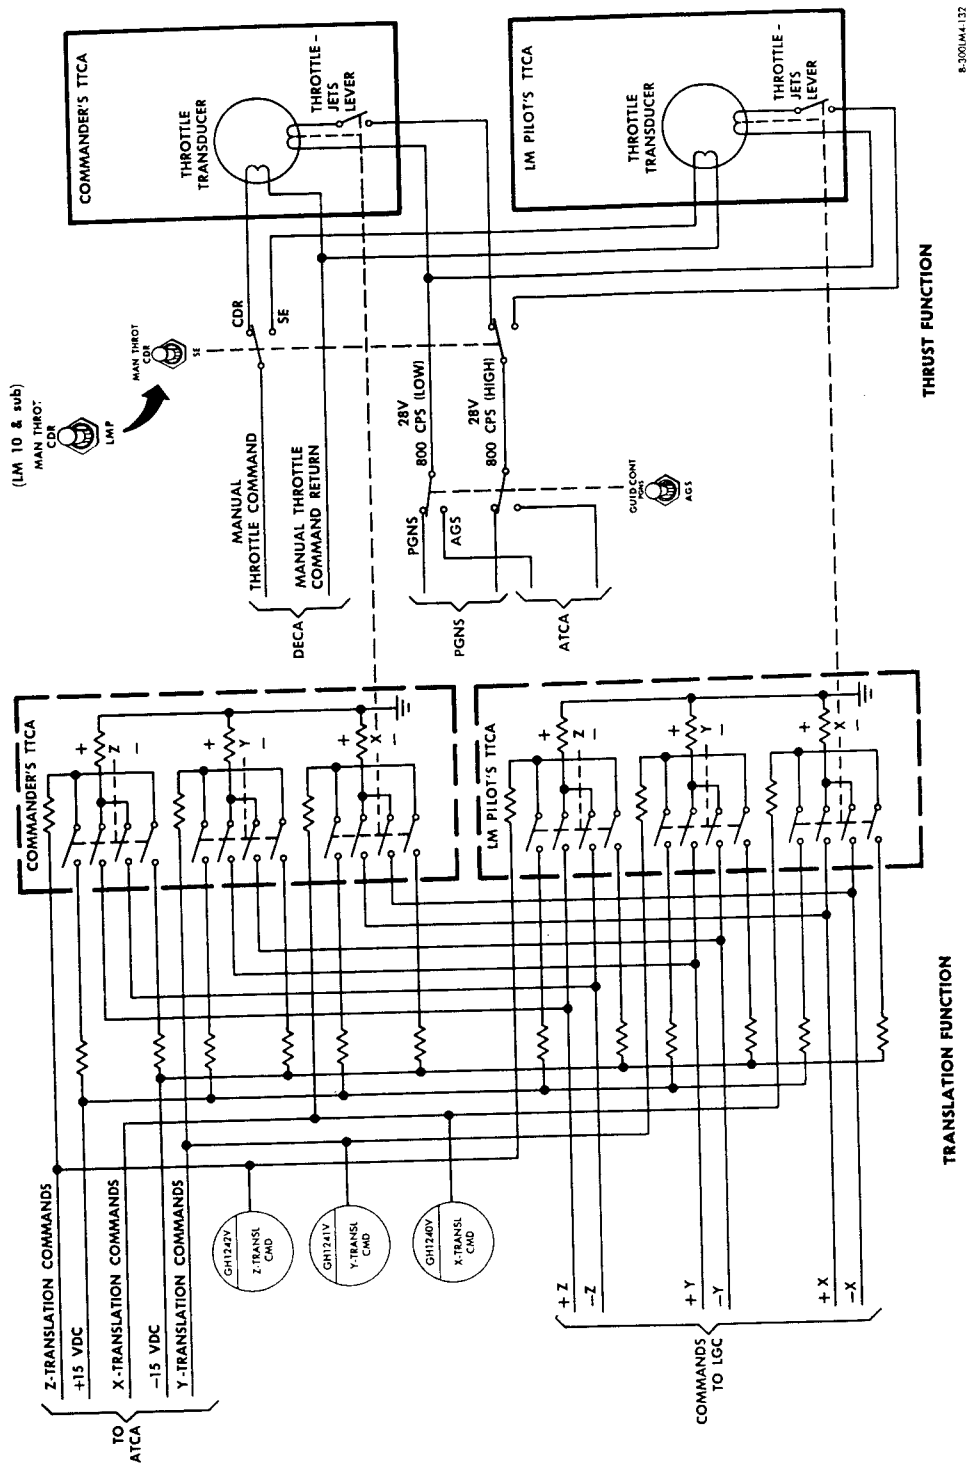 8-300LM4-132
COMMANDER'S TTCA
THROTTLE
TRANSDUCER
THROTTLE -
JETS
LEVER
LM PILOT'S TTCA
THROTTLE
TRANSDUCER
THROTTLE -
JETS
LEVER
(LM 10 & sub)
MAN THROT
CDR
LMP
MAN THROT
CDR
SE
CDR
SE
MANUAL
THROTTLE COMMAND
MANUAL THROTTLE
COMMAND RETURN
DECA
28V
800 CPS (LOW)
28V
800 CPS (HIGH)
PGNS
AGS
PGNS
ATCA
GUID CONT
PGNS
AGS
THRUST FUNCTION
COMMANDER'S TTCA
+
Z
—
+
Y
—
+
X
—
LM PILOT'S TTCA
+
Z
—
+
Y
—
+
X
—
Z-TRANSLATION COMMANDS
+15 VDC
X-TRANSLATION COMMANDS
—15 VDC
Y-TRANSLATION COMMANDS
TO
ATCA
GH1242V
Z-TRANSL
CMD
GH1241V
Y-TRANSL
CMD
GH1240V
X-TRANSL
CMD
+ Z
—Z
+ Y
—Y
+ X
—X
COMMANDS
TO LGC
TRANSLATION FUNCTION